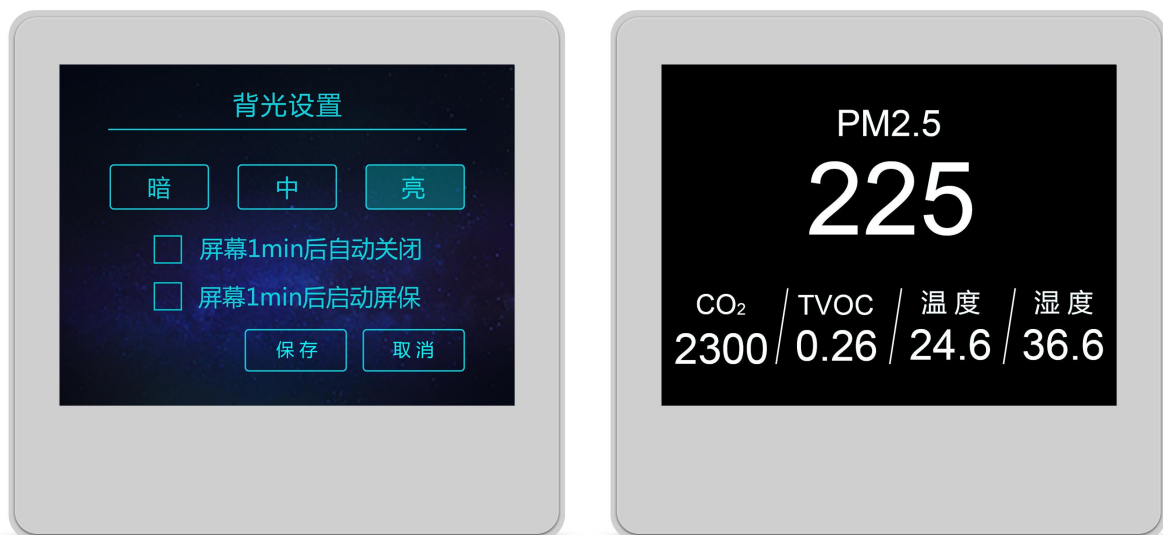 背光设置
暗 中 亮
屏幕1min后自动关闭
屏幕1min后启动屏保
保存 取消
PM2.5
225
CO₂ TVOC 温度 湿度
2300 0.26 24.6 36.6